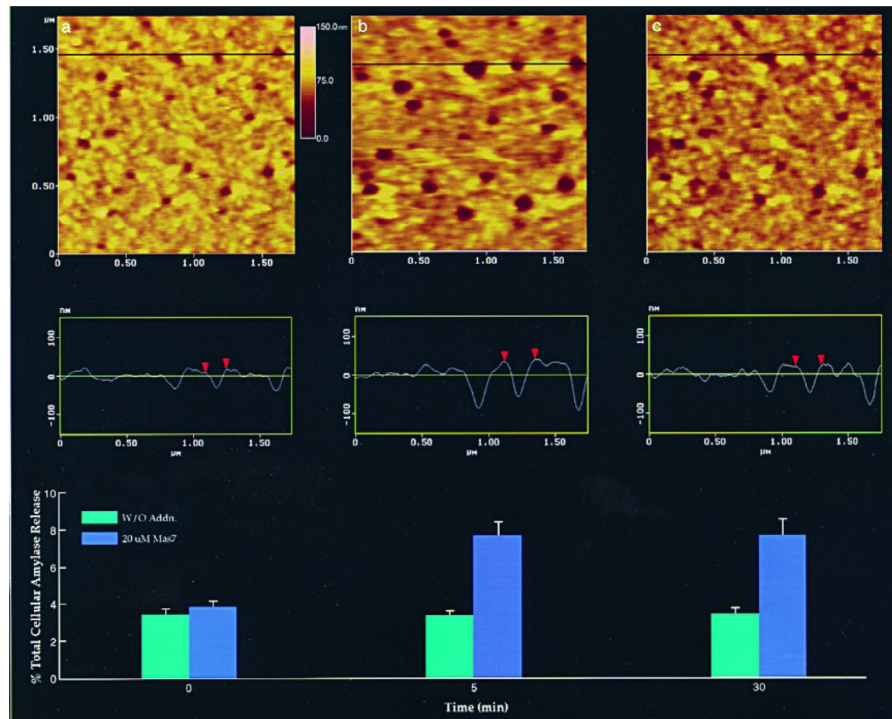 μM
a
150.0 nm
b
c
1.50
75.0
1.00
0.0
0.50
0
0 0.50 1.00 1.50
0 0.50 1.00 1.50
0 0.50 1.00 1.50
nM
nM
nM
100
0
-100
100
0
-100
100
0
-100
0 0.50 1.00 1.50
0 0.50 1.00 1.50
0 0.50 1.00 1.50
μM
μM
μM
% Total Cellular Amylase Release
10
8
6
4
2
0
W/O Addn.
20 uM Mas7
0
5
30
Time (min)